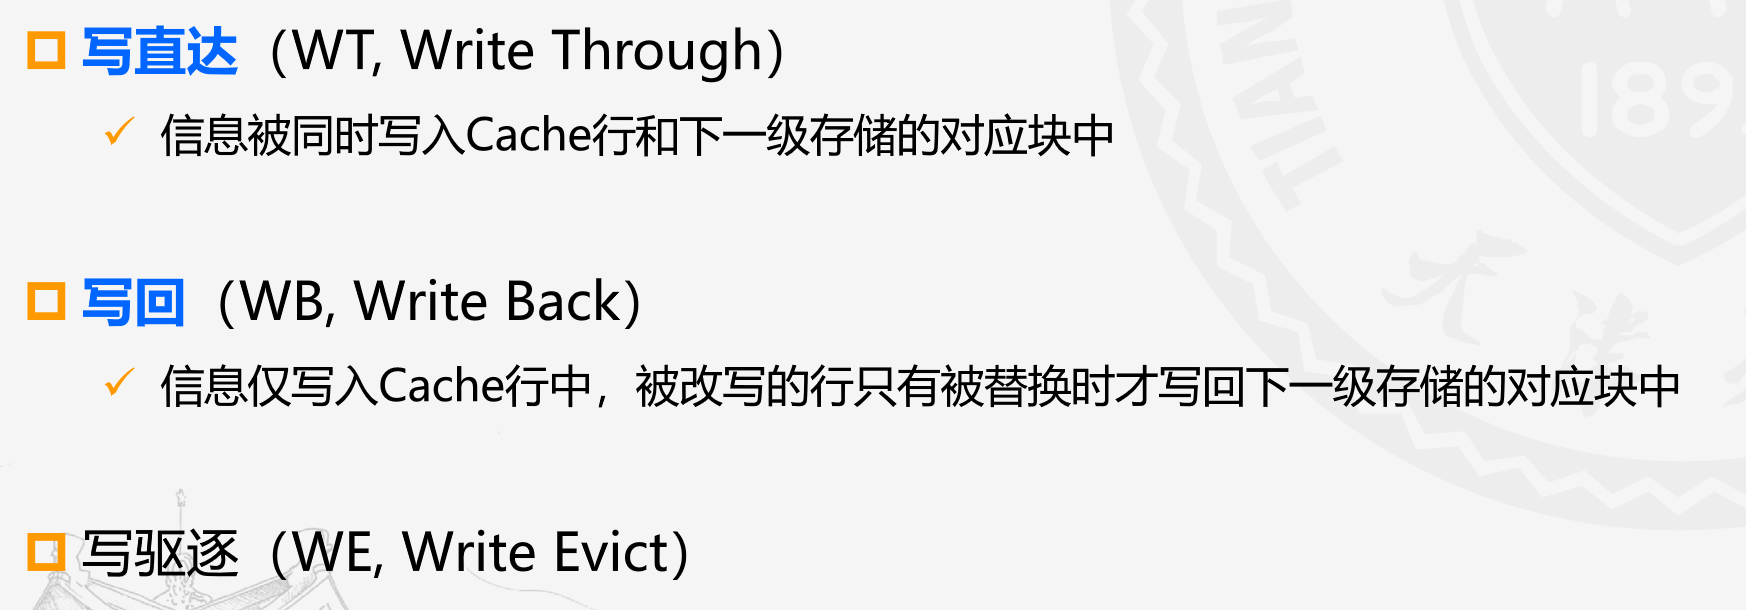 写直达（WT, Write Through）
信息被同时写入Cache行和下一级存储的对应块中
写回（WB, Write Back）
信息仅写入Cache行中，被改写的行只有被替换时才写回下一级存储的对应块中
写驱逐（WE, Write Evict）
TIAN
189
大津